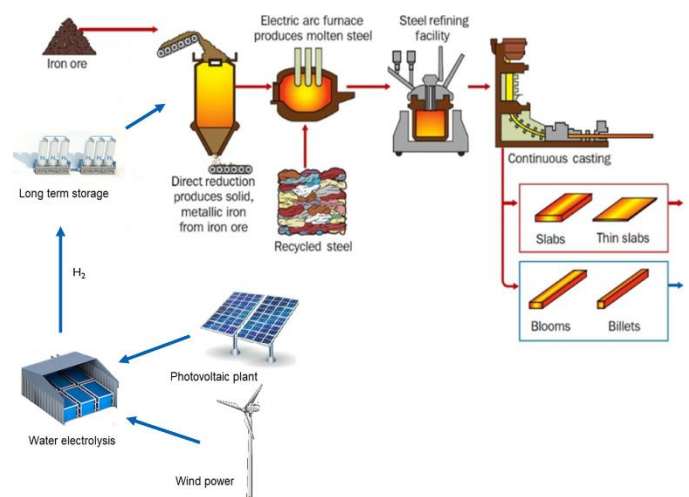 Electric arc furnace
produces molten steel
Steel refining
facility
Iron ore
Continuous casting
Long term storage
Direct reduction
produces solid,
metallic iron
from iron ore
Recycled steel
Slabs
Thin slabs
H₂
Blooms
Billets
Photovoltaic plant
Water electrolysis
Wind power